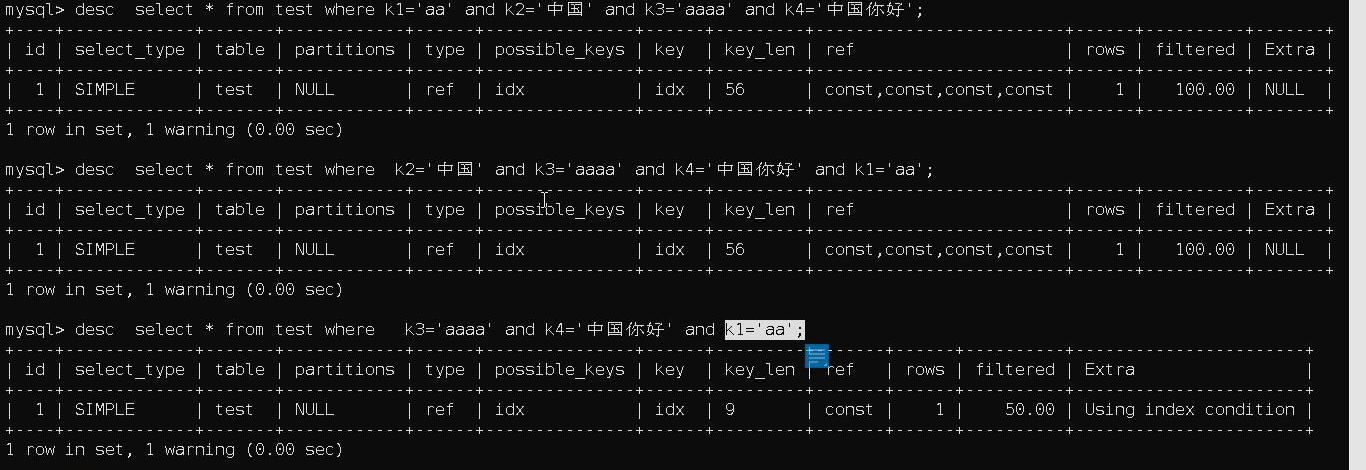 mysql> desc  select * from test where k1='aa' and k2='中国' and k3='aaaa' and k4='中国你好';
+----+-------------+-------+------------+------+---------------+------+---------+-------------------------+------+----------+-------+
| id | select_type | table | partitions | type | possible_keys | key  | key_len | ref                     | rows | filtered | Extra |
+----+-------------+-------+------------+------+---------------+------+---------+-------------------------+------+----------+-------+
|  1 | SIMPLE      | test  | NULL       | ref  | idx           | idx  | 56      | const,const,const,const |    1 |   100.00 | NULL  |
+----+-------------+-------+------------+------+---------------+------+---------+-------------------------+------+----------+-------+
1 row in set, 1 warning (0.00 sec)
mysql> desc  select * from test where  k2='中国' and k3='aaaa' and k4='中国你好' and k1='aa';
+----+-------------+-------+------------+------+---------------+------+---------+-------------------------+------+----------+-------+
| id | select_type | table | partitions | type | possible_keys | key  | key_len | ref                     | rows | filtered | Extra |
+----+-------------+-------+------------+------+---------------+------+---------+-------------------------+------+----------+-------+
|  1 | SIMPLE      | test  | NULL       | ref  | idx           | idx  | 56      | const,const,const,const |    1 |   100.00 | NULL  |
+----+-------------+-------+------------+------+---------------+------+---------+-------------------------+------+----------+-------+
1 row in set, 1 warning (0.00 sec)
mysql> desc  select * from test where   k3='aaaa' and k4='中国你好' and k1='aa';
+----+-------------+-------+------------+------+---------------+------+---------+-------+------+----------+-----------------------+
| id | select_type | table | partitions | type | possible_keys | key  | key_len | ref   | rows | filtered | Extra                 |
+----+-------------+-------+------------+------+---------------+------+---------+-------+------+----------+-----------------------+
|  1 | SIMPLE      | test  | NULL       | ref  | idx           | idx  | 9       | const |    1 |    50.00 | Using index condition |
+----+-------------+-------+------------+------+---------------+------+---------+-------+------+----------+-----------------------+
1 row in set, 1 warning (0.00 sec)